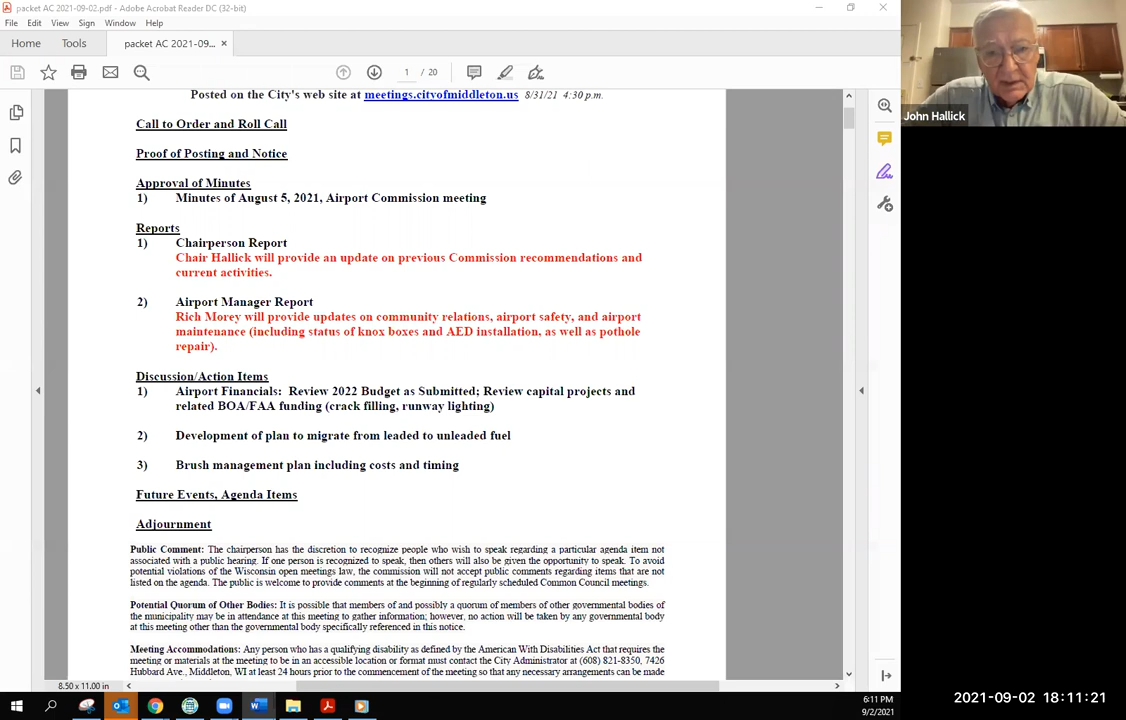 packet AC 2021-09-02.pdf - Adobe Acrobat Reader DC (32-bit)
File Edit View Sign Window Help
Home Tools packet AC 2021-09... ×
1 / 20
Posted on the City's web site at meetings.cityofmiddleton.us 8/31/21 4:30 p.m.
Call to Order and Roll Call
Proof of Posting and Notice
Approval of Minutes
1) Minutes of August 5, 2021, Airport Commission meeting
Reports
1) Chairperson Report
Chair Hallick will provide an update on previous Commission recommendations and
current activities.
2) Airport Manager Report
Rich Morey will provide updates on community relations, airport safety, and airport
maintenance (including status of knox boxes and AED installation, as well as pothole
repair).
Discussion/Action Items
1) Airport Financials: Review 2022 Budget as Submitted; Review capital projects and
related BOA/FAA funding (crack filling, runway lighting)
2) Development of plan to migrate from leaded to unleaded fuel
3) Brush management plan including costs and timing
Future Events, Agenda Items
Adjournment
Public Comment: The chairperson has the discretion to recognize people who wish to speak regarding a particular agenda item not
associated with a public hearing. If one person is recognized to speak, then others will also be given the opportunity to speak. To avoid
potential violations of the Wisconsin open meetings law, the commission will not accept public comments regarding items that are not
listed on the agenda. The public is welcome to provide comments at the beginning of regularly scheduled Common Council meetings.
Potential Quorum of Other Bodies: It is possible that members of and possibly a quorum of members of other governmental bodies of
the municipality may be in attendance at this meeting to gather information; however, no action will be taken by any governmental body
at this meeting other than the governmental body specifically referenced in this notice.
Meeting Accommodations: Any person who has a qualifying disability as defined by the American With Disabilities Act that requires the
meeting or materials at the meeting to be in an accessible location or format must contact the City Administrator at (608) 821-8350, 7426
Hubbard Ave., Middleton, WI at least 24 hours prior to the commencement of the meeting so that any necessary arrangements can be made
8.50 x 11.00 in
6:11 PM
9/2/2021
John Hallick
2021-09-02 18:11:21